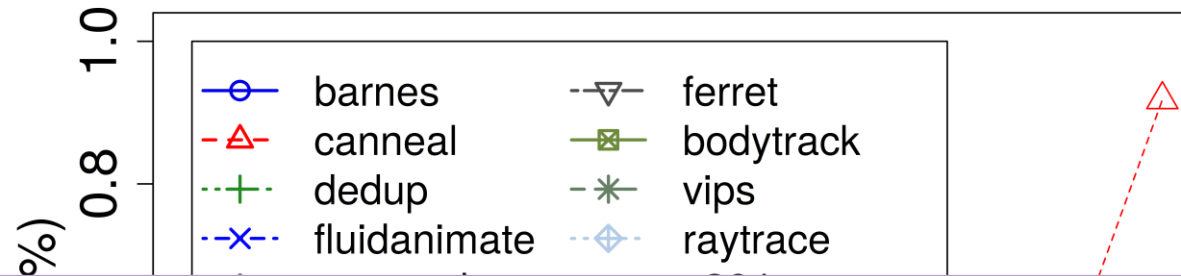 1.0
0.8
%)
barnes
canneal
dedup
fluidanimate
ferret
bodytrack
vips
raytrace